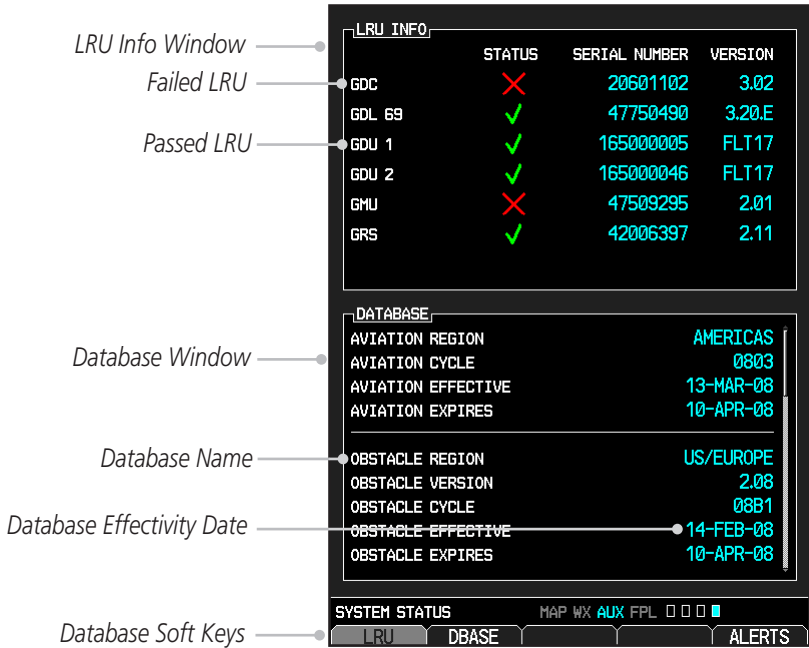 LRU INFO
LRU Info Window
STATUS SERIAL NUMBER VERSION
Failed LRU
GDC 20601102 3.02
GDL 69 47750490 3.20.E
Passed LRU
GDU 1 165000005 FLT17
GDU 2 165000046 FLT17
GMU 47509295 2.01
GRS 42006397 2.11
DATABASE
AVIATION REGION AMERICAS
Database Window
AVIATION CYCLE 0803
AVIATION EFFECTIVE 13-MAR-08
AVIATION EXPIRES 10-APR-08
Database Name
OBSTACLE REGION US/EUROPE
OBSTACLE VERSION 2.08
OBSTACLE CYCLE 08B1
Database Effectivity Date
OBSTACLE EFFECTIVE 14-FEB-08
OBSTACLE EXPIRES 10-APR-08
SYSTEM STATUS MAP WX AUX FPL
Database Soft Keys
LRU DBASE ALERTS